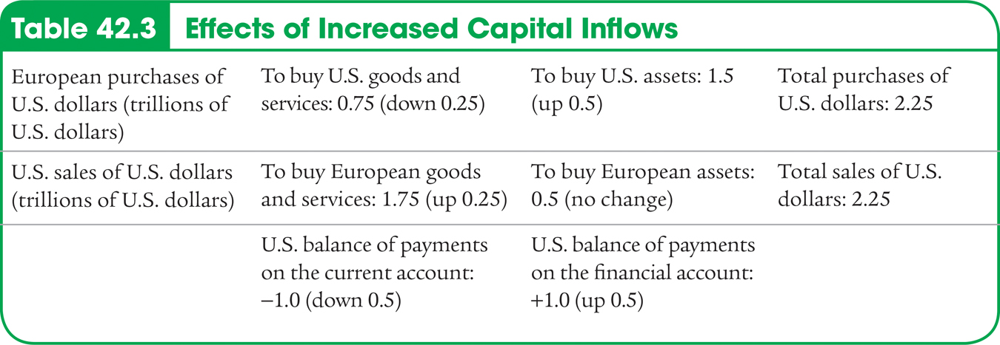 Table 42.3 Effects of Increased Capital Inflows
European purchases of
U.S. dollars (trillions of
U.S. dollars)
To buy U.S. goods and
services: 0.75 (down 0.25)
To buy U.S. assets: 1.5
(up 0.5)
Total purchases of
U.S. dollars: 2.25
U.S. sales of U.S. dollars
(trillions of U.S. dollars)
To buy European goods
and services: 1.75 (up 0.25)
To buy European assets:
0.5 (no change)
Total sales of U.S.
dollars: 2.25
U.S. balance of payments
on the current account:
–1.0 (down 0.5)
U.S. balance of payments
on the financial account:
+1.0 (up 0.5)